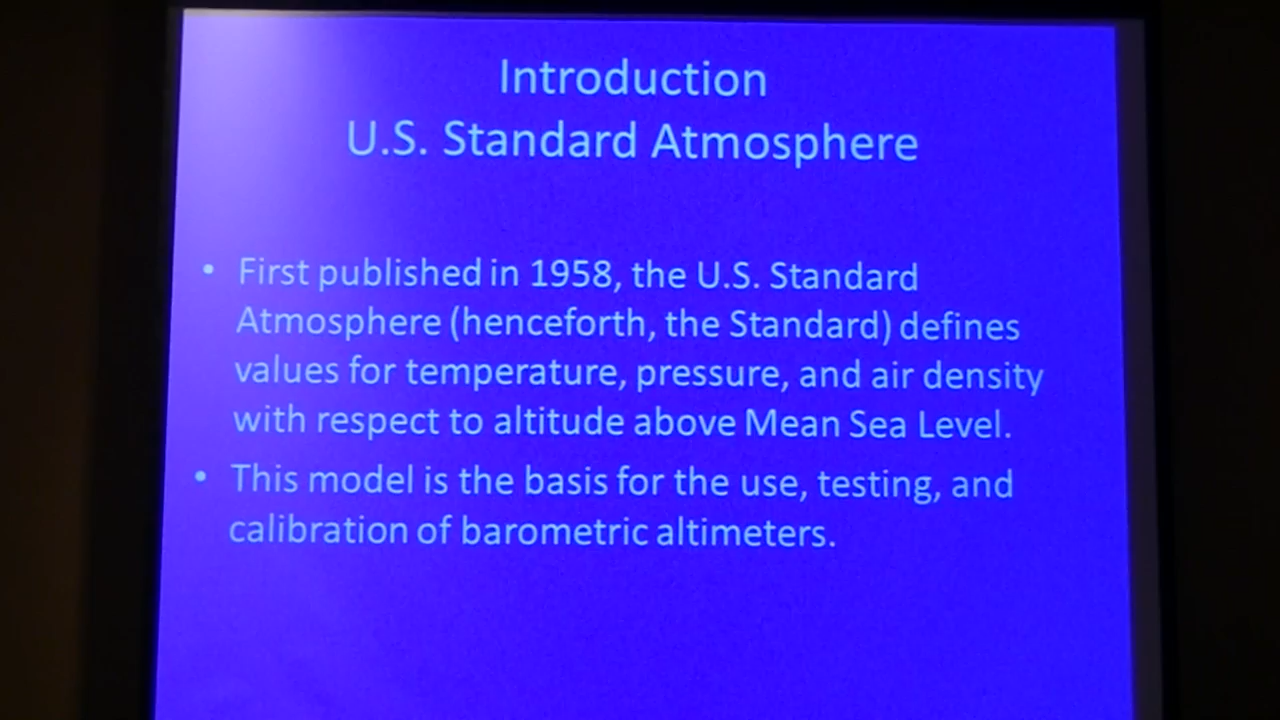 Introduction
U.S. Standard Atmosphere
• First published in 1958, the U.S. Standard
Atmosphere (henceforth, the Standard) defines
values for temperature, pressure, and air density
with respect to altitude above Mean Sea Level.
• This model is the basis for the use, testing, and
calibration of barometric altimeters.